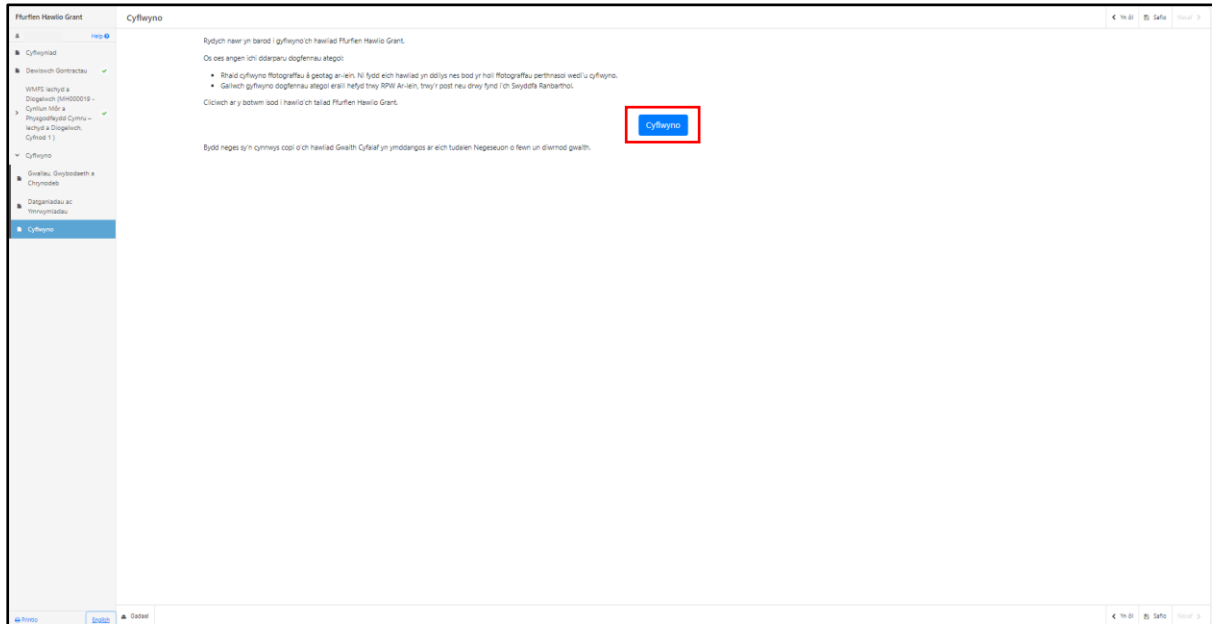 Ffurflen Hawlio Grant
Help
Cyflwyniad
Dewiswch Gontractau
WMFS Iechyd a
Diogelwch (MH000019 -
Cynllun Môr a
Physgodfeydd Cymru –
Iechyd a Diogelwch,
Cyfnod 1 )
Cyflwyno
Gwallau, Gwybodaeth a
Chrynodeb
Datganiadau ac
Ymrwymiadau
Cyflwyno
Printio
English
Cyflwyno
Yn ôl
Safio
Nesaf
Rydych nawr yn barod i gyflwyno'ch hawliad Ffurflen Hawlio Grant.
Os oes angen ichi ddarparu dogfennau ategol:
Rhaid cyflwyno ffotograffau â geotag ar-lein. Ni fydd eich hawliad yn ddilys nes bod yr holl ffotograffau perthnasol wedi'u cyflwyno.
Gallwch gyflwyno dogfennau ategol eraill hefyd trwy RPW Ar-lein, trwy'r post neu drwy fynd i'ch Swyddfa Ranbarthol.
Cliciwch ar y botwm isod i hawlio'ch taliad Ffurflen Hawlio Grant.
Cyflwyno
Bydd neges sy'n cynnwys copi o'ch hawliad Gwaith Cyfalaf yn ymddangos ar eich tudalen Negeseuon o fewn un diwrnod gwaith.
Gadael
Yn ôl
Safio
Nesaf